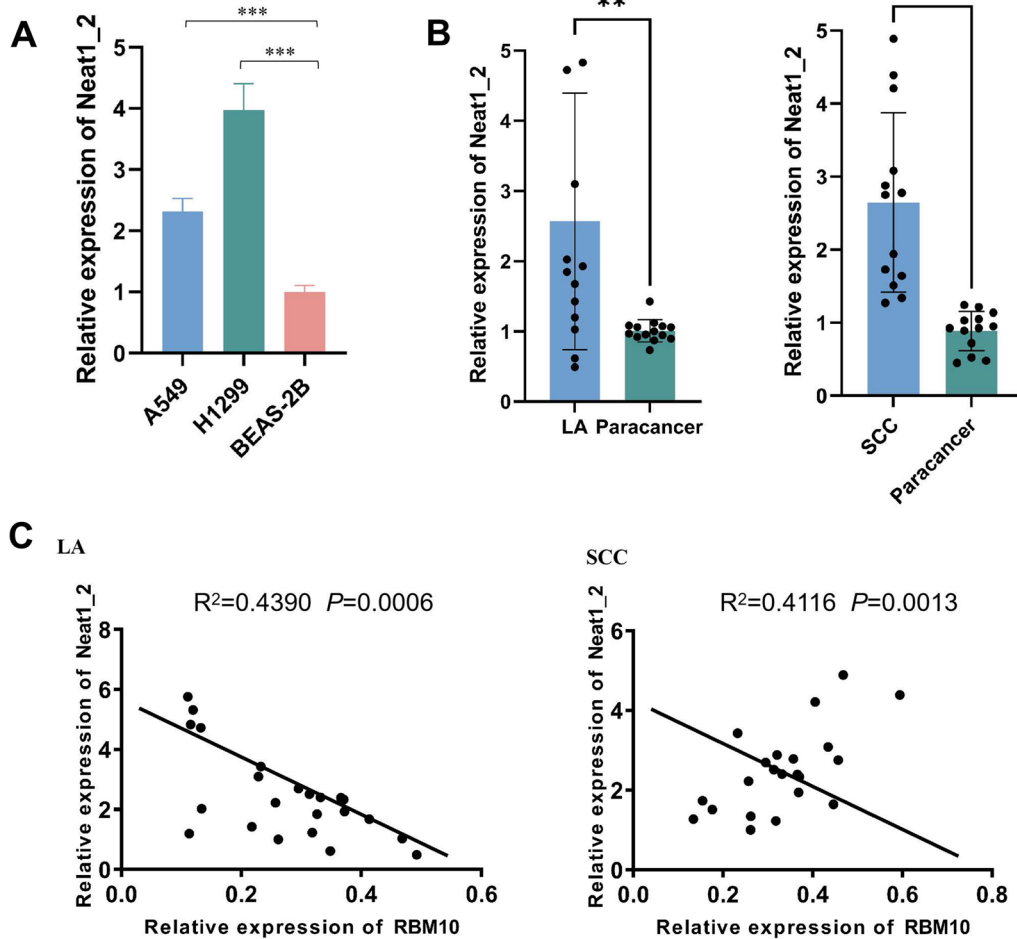 A
Relative expression of Neat1_2
***
***
5
4
3
2
1
0
A549
H1299
BEAS-2B
B
Relative expression of Neat1_2
**
5
4
3
2
1
0
LA
Paracancer
Relative expression of Neat1_2
5
4
3
2
1
0
SCC
Paracancer
C
LA
R²=0.4390 P=0.0006
Relative expression of Neat1_2
8
6
4
2
0
0.0 0.2 0.4 0.6
Relative expression of RBM10
SCC
R²=0.4116 P=0.0013
Relative expression of Neat1_2
6
4
2
0
0.0 0.2 0.4 0.6 0.8
Relative expression of RBM10